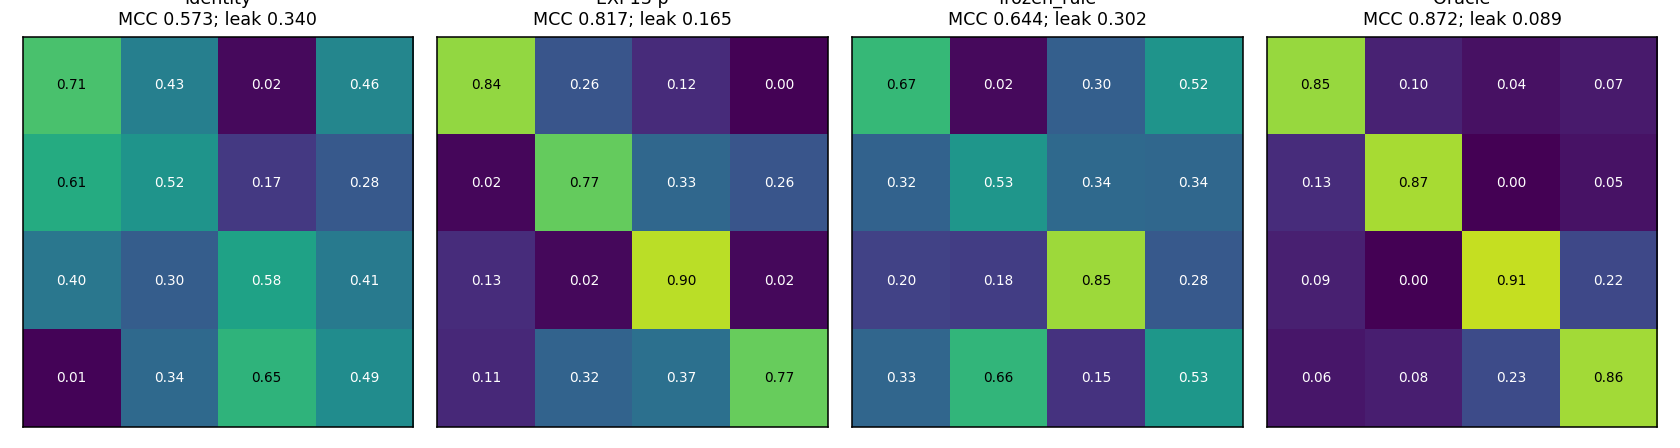 Identity
MCC 0.573; leak 0.340
MCC 0.817; leak 0.165
frozen_rule
MCC 0.644; leak 0.302
Oracle
MCC 0.872; leak 0.089
0.71 0.43 0.02 0.46
0.61 0.52 0.17 0.28
0.40 0.30 0.58 0.41
0.01 0.34 0.65 0.49
0.84 0.26 0.12 0.00
0.02 0.77 0.33 0.26
0.13 0.02 0.90 0.02
0.11 0.32 0.37 0.77
0.67 0.02 0.30 0.52
0.32 0.53 0.34 0.34
0.20 0.18 0.85 0.28
0.33 0.66 0.15 0.53
0.85 0.10 0.04 0.07
0.13 0.87 0.00 0.05
0.09 0.00 0.91 0.22
0.06 0.08 0.23 0.86